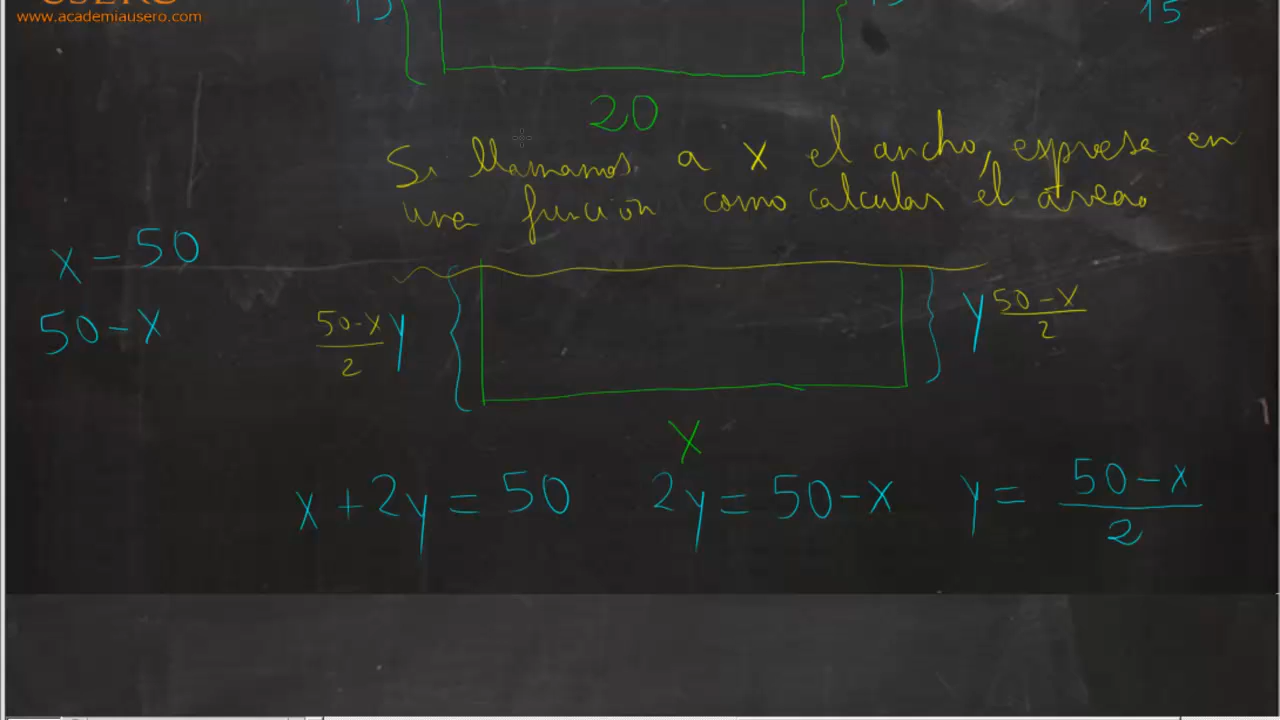 www.academiausero.com
15
20
Si llamamos a x el ancho, exprese en
una función como calcular el área
x - 50
50 - x
50-x/2 y
y 50-x/2
x
x + 2y = 50 2y = 50 - x y = 50 - x/2